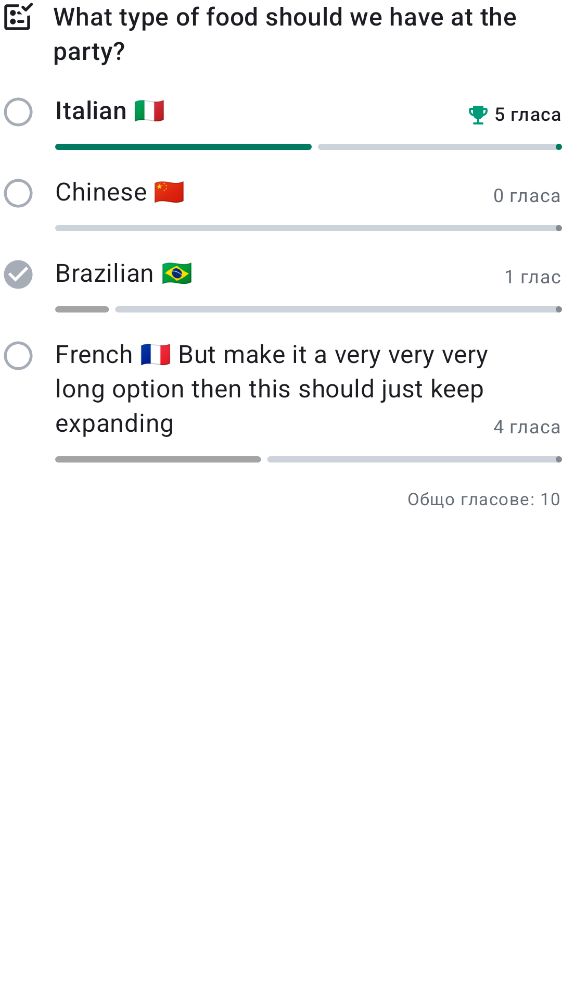 What type of food should we have at the
party?
Italian 🇮🇹
5 гласа
Chinese 🇨🇳
0 гласа
Brazilian 🇧🇷
1 глас
French 🇫🇷 But make it a very very very
long option then this should just keep
expanding
4 гласа
Общо гласове: 10